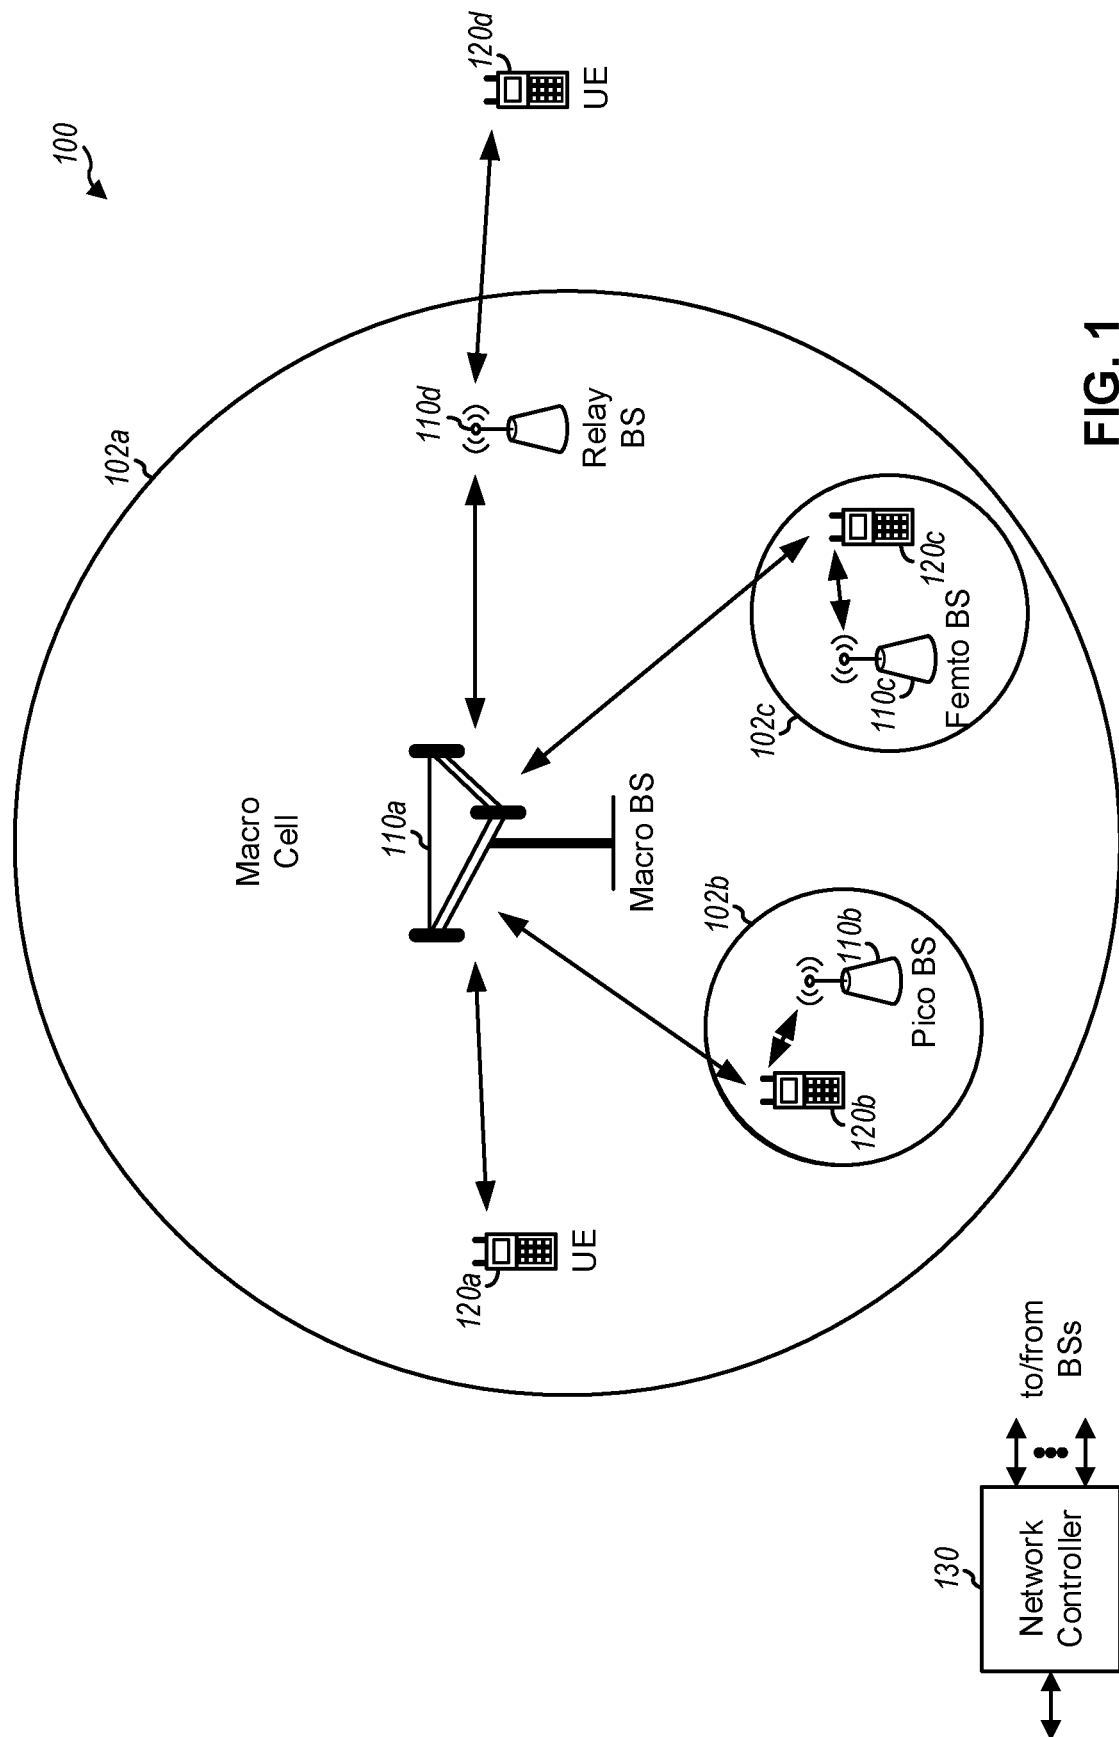 100
102a
Macro
Cell
110a
Macro BS
120a
UE
110d
Relay
BS
120d
UE
102b
110b
Pico BS
120b
102c
110c
Femto BS
120c
130
Network
Controller
to/from
BSs
FIG. 1